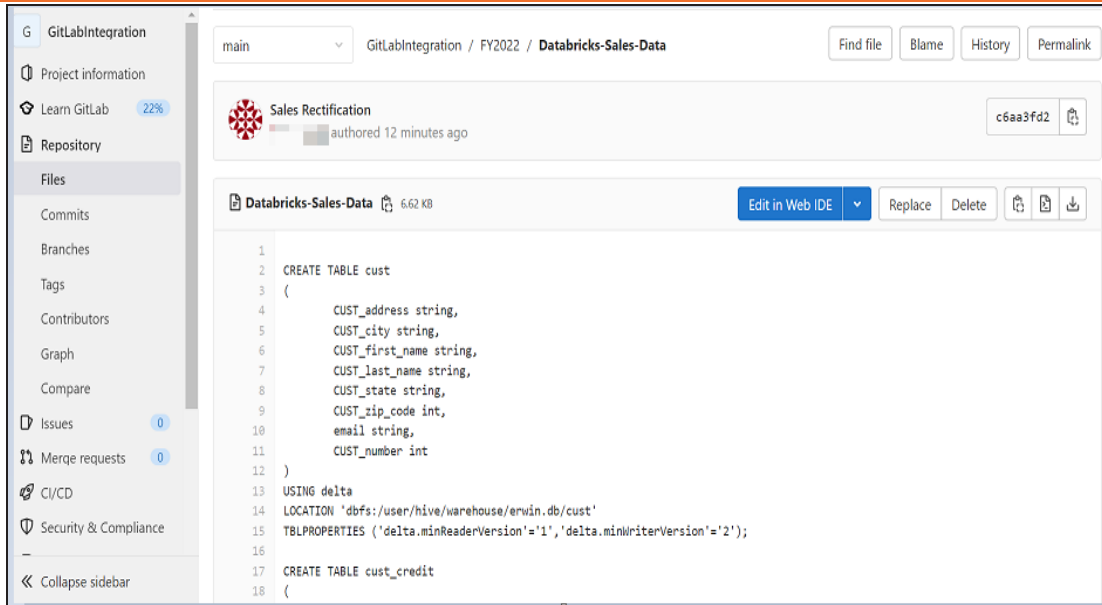 G GitLabIntegration
Project information
Learn GitLab 22%
Repository
Files
Commits
Branches
Tags
Contributors
Graph
Compare
Issues 0
Merge requests 0
CI/CD
Security & Compliance
Collapse sidebar
main GitLabIntegration / FY2022 / Databricks-Sales-Data Find file Blame History Permalink
Sales Rectification
authored 12 minutes ago
c6aa3fd2
Databricks-Sales-Data 6.62 KB Edit in Web IDE Replace Delete
1
2 CREATE TABLE cust
3 (
4 CUST_address string,
5 CUST_city string,
6 CUST_first_name string,
7 CUST_last_name string,
8 CUST_state string,
9 CUST_zip_code int,
10 email string,
11 CUST_number int
12 )
13 USING delta
14 LOCATION 'dbfs:/user/hive/warehouse/erwin.db/cust'
15 TBLPROPERTIES ('delta.minReaderVersion'='1','delta.minWriterVersion'='2');
16
17 CREATE TABLE cust_credit
18 (